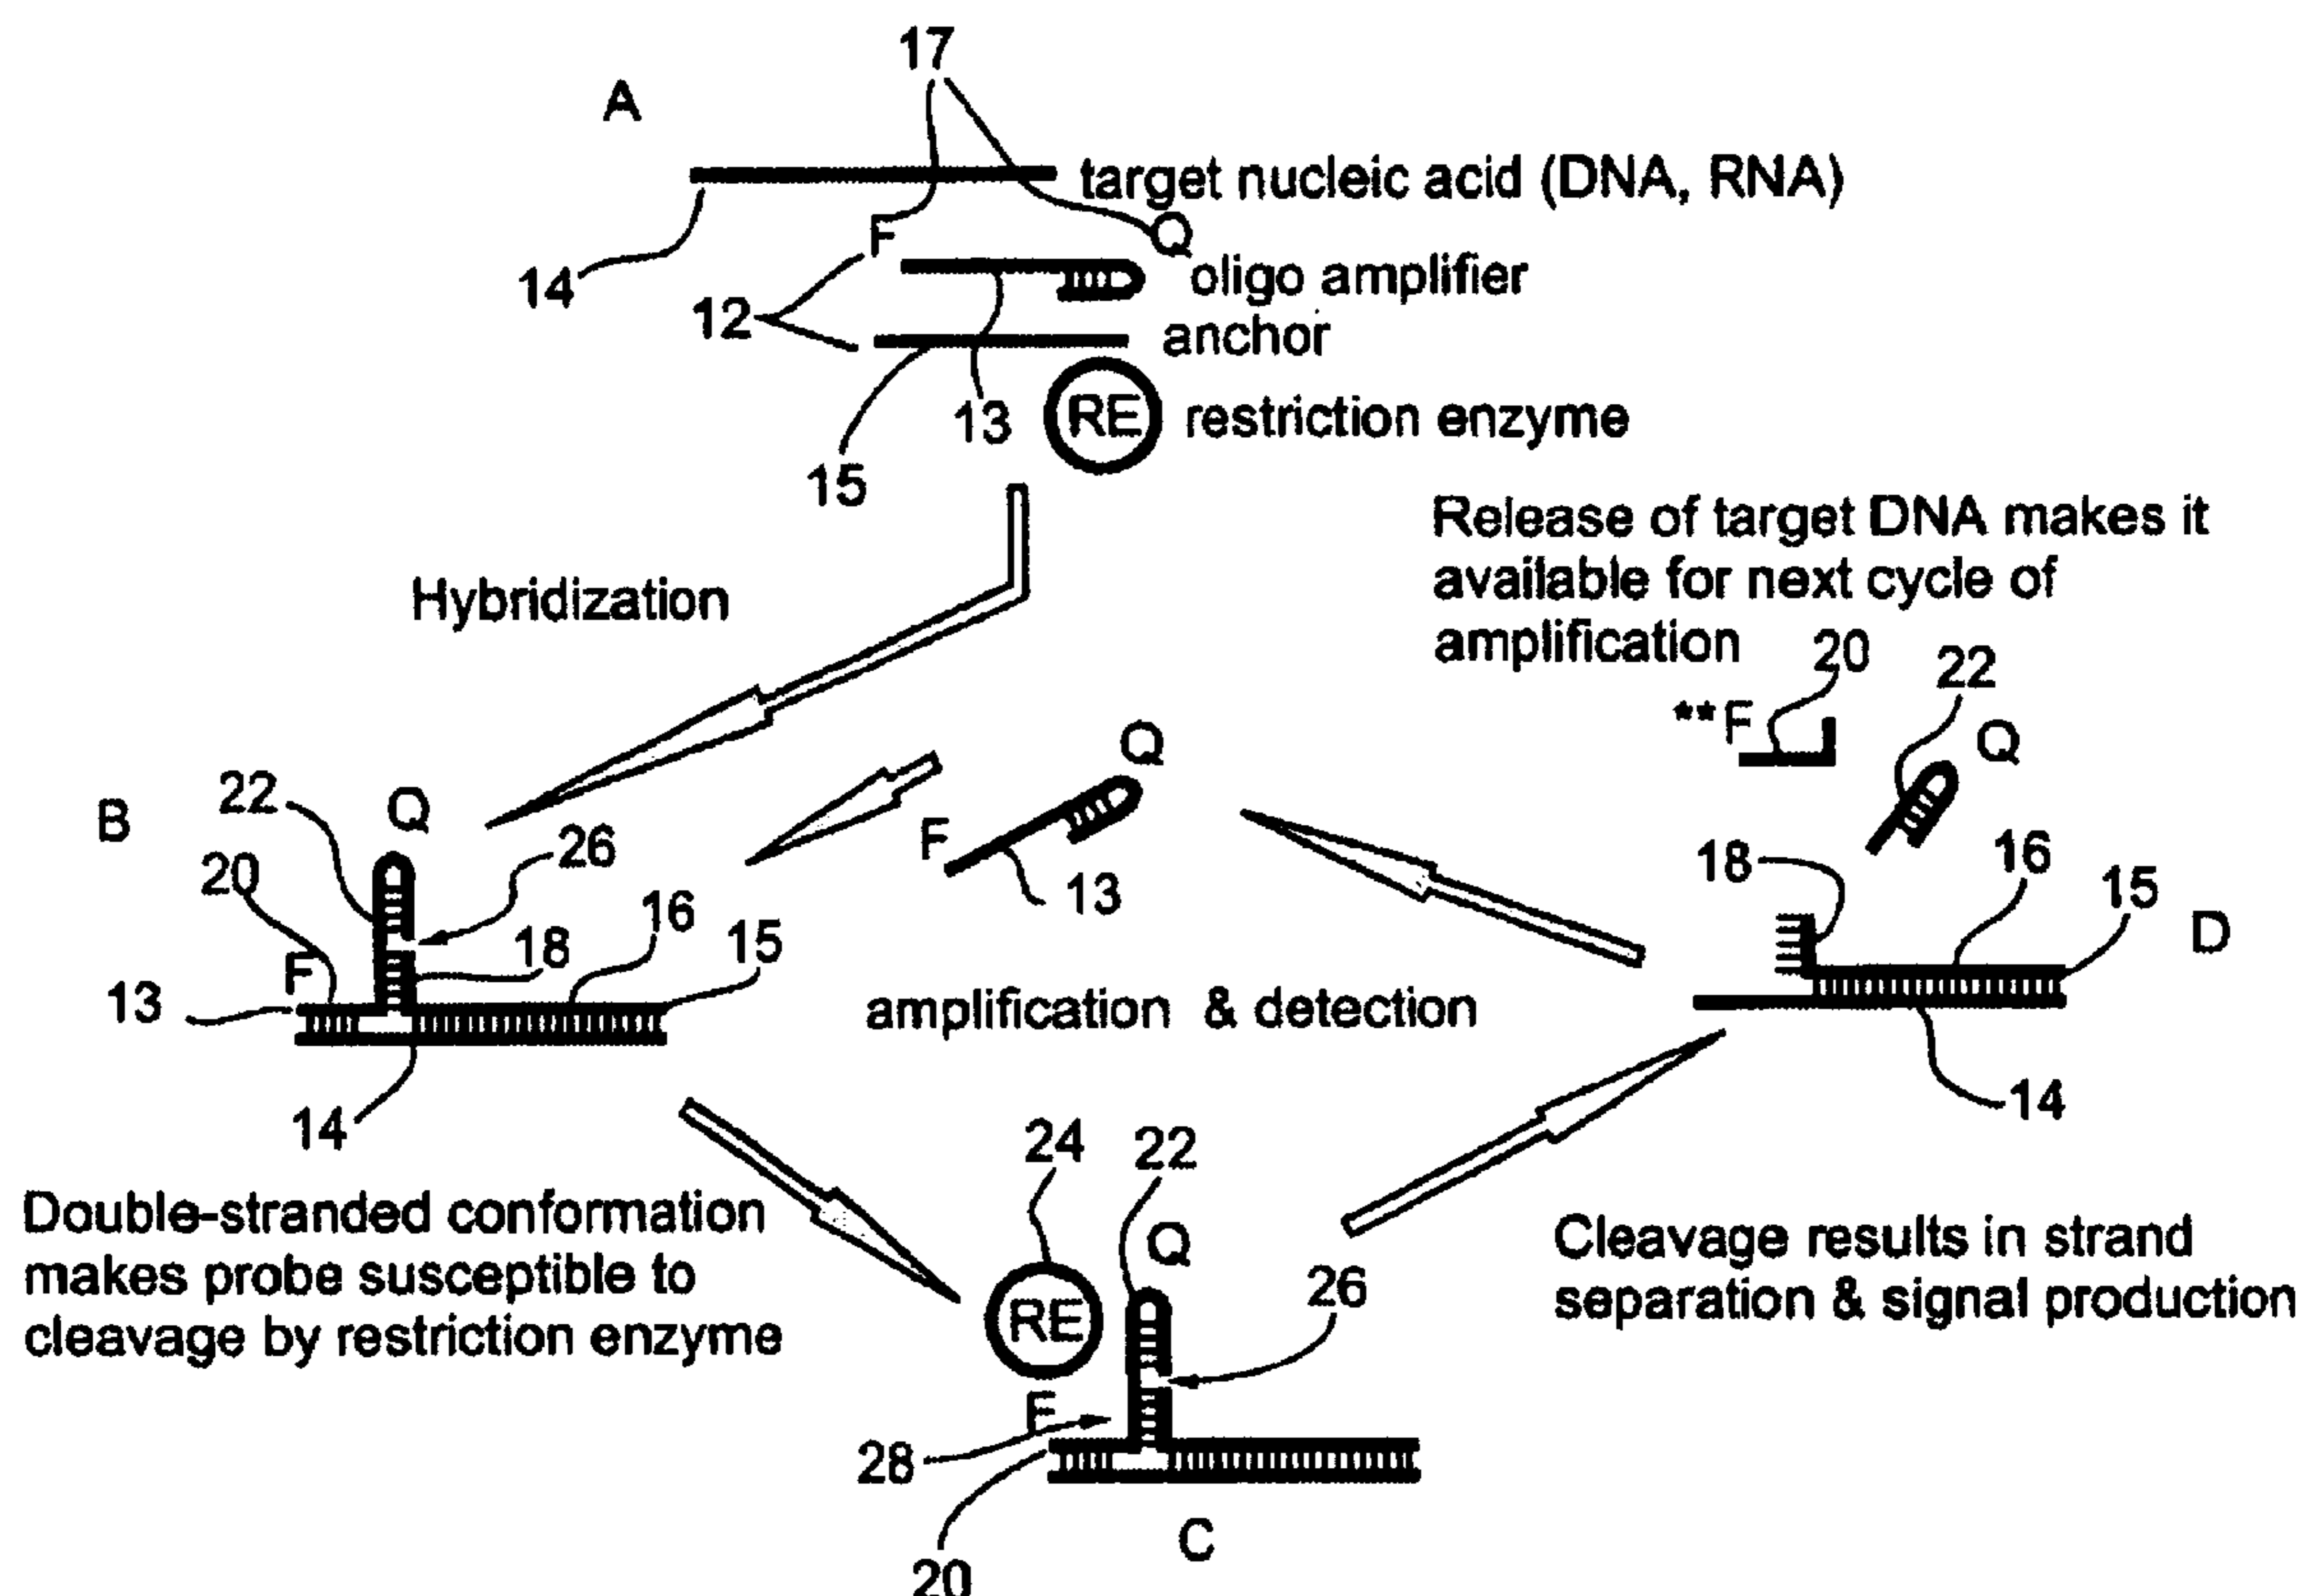 17
A
target nucleic acid (DNA, RNA)
F
Q
14
oligo amplifier
12
anchor
13
RE
restriction enzyme
15
Release of target DNA makes it
available for next cycle of
amplification
Hybridization
20
22
**F
Q
Q
22
Q
B
26
F
18
16
20
13
15
16
18
15
D
F
13
amplification & detection
14
14
24
22
Double-stranded conformation
makes probe susceptible to
cleavage by restriction enzyme
Q
Cleavage results in strand
separation & signal production
26
RE
F
28
C
20